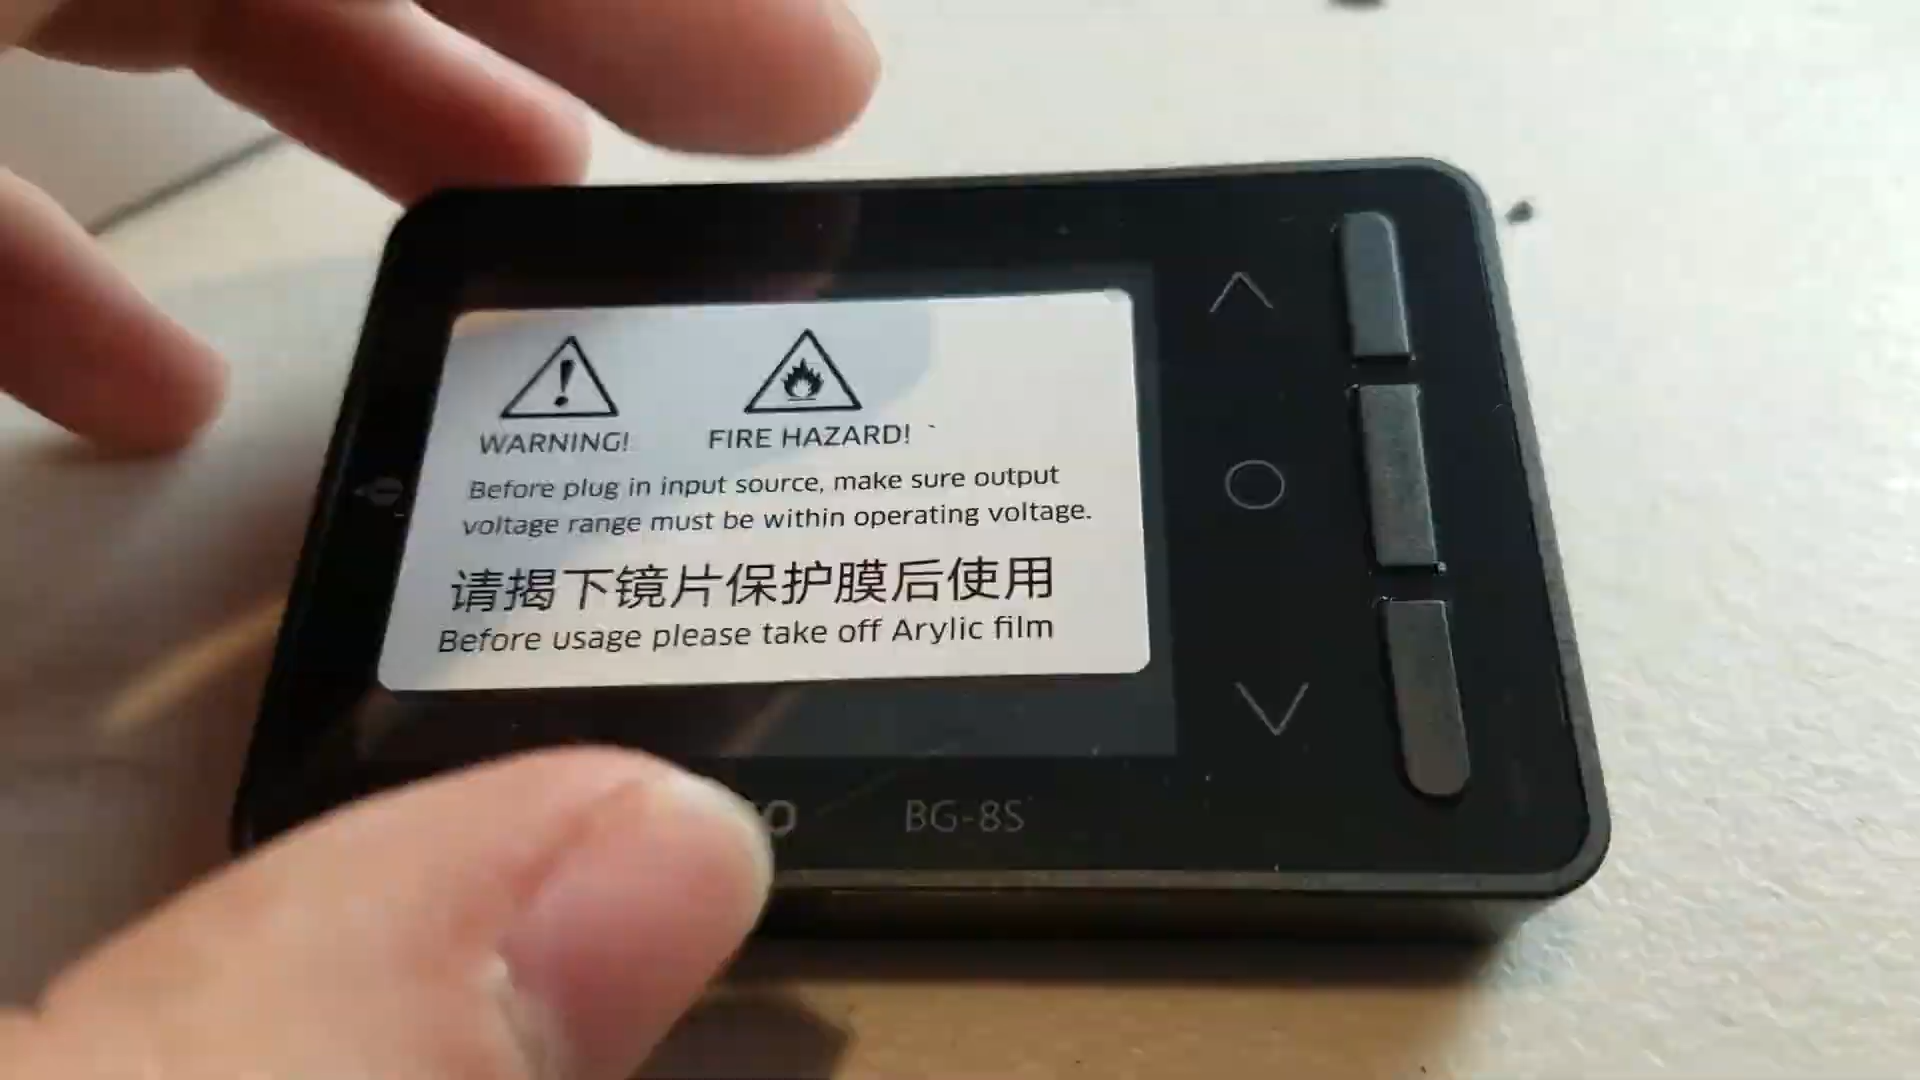 WARNING! FIRE HAZARD!
Before plug in input source, make sure output
voltage range must be within operating voltage.
请揭下镜片保护膜后使用
Before usage please take off Arylic film
BG-8S